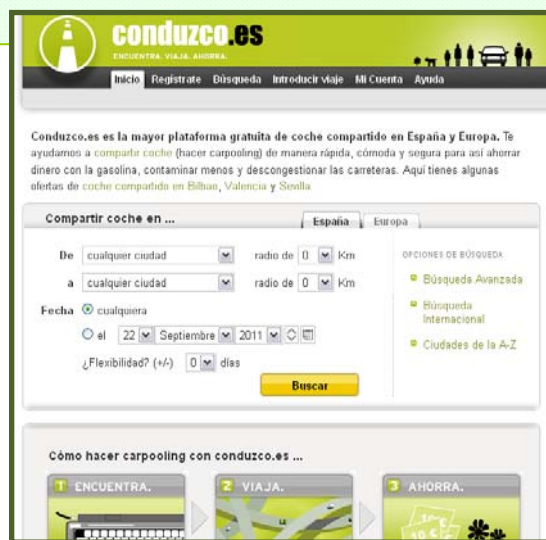 conduzco.es
ENCUENTRA. VIAJA. AHORRA.
Inicio Regístrate Búsqueda Introducir viaje Mi Cuenta Ayuda
Conduzco.es es la mayor plataforma gratuita de coche compartido en España y Europa. Te
ayudamos a compartir coche (hacer carpooling) de manera rápida, cómoda y segura para así ahorrar
dinero con la gasolina, contaminar menos y descongestionar las carreteras. Aquí tienes algunas
ofertas de coche compartido en Bilbao, Valencia y Sevilla
Compartir coche en ... España Europa
De cualquier ciudad radio de 0 Km
a cualquier ciudad radio de 0 Km
Fecha cualquiera
el 22 Septiembre 2011
¿Flexibilidad? (+/-) 0 días
Buscar
OPCIONES DE BÚSQUEDA
Búsqueda Avanzada
Búsqueda
Internacional
Ciudades de la A-Z
Cómo hacer carpooling con conduzco.es ...
1 ENCUENTRA. 2 VIAJA. 3 AHORRA.
10 €
10 €